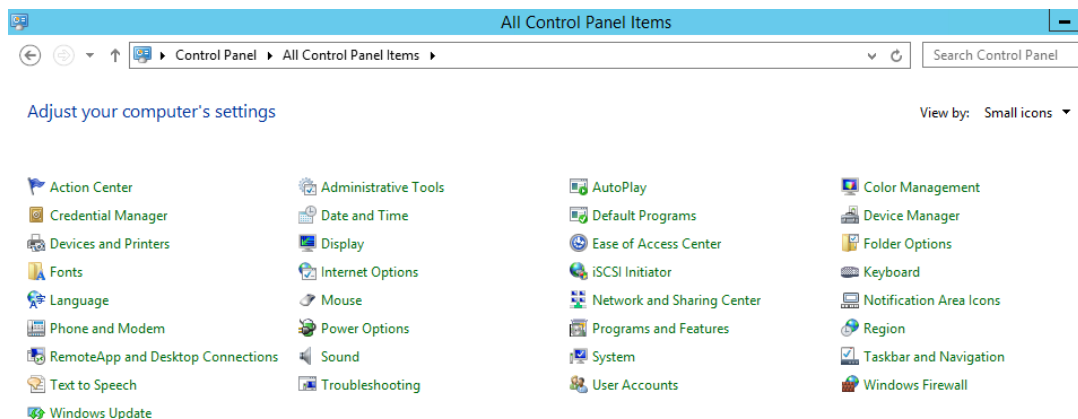 All Control Panel Items
Control Panel All Control Panel Items Search Control Panel
Adjust your computer's settings View by: Small icons
Action Center Administrative Tools AutoPlay Color Management
Credential Manager Date and Time Default Programs Device Manager
Devices and Printers Display Ease of Access Center Folder Options
Fonts Internet Options iSCSI Initiator Keyboard
Language Mouse Network and Sharing Center Notification Area Icons
Phone and Modem Power Options Programs and Features Region
RemoteApp and Desktop Connections Sound System Taskbar and Navigation
Text to Speech Troubleshooting User Accounts Windows Firewall
Windows Update